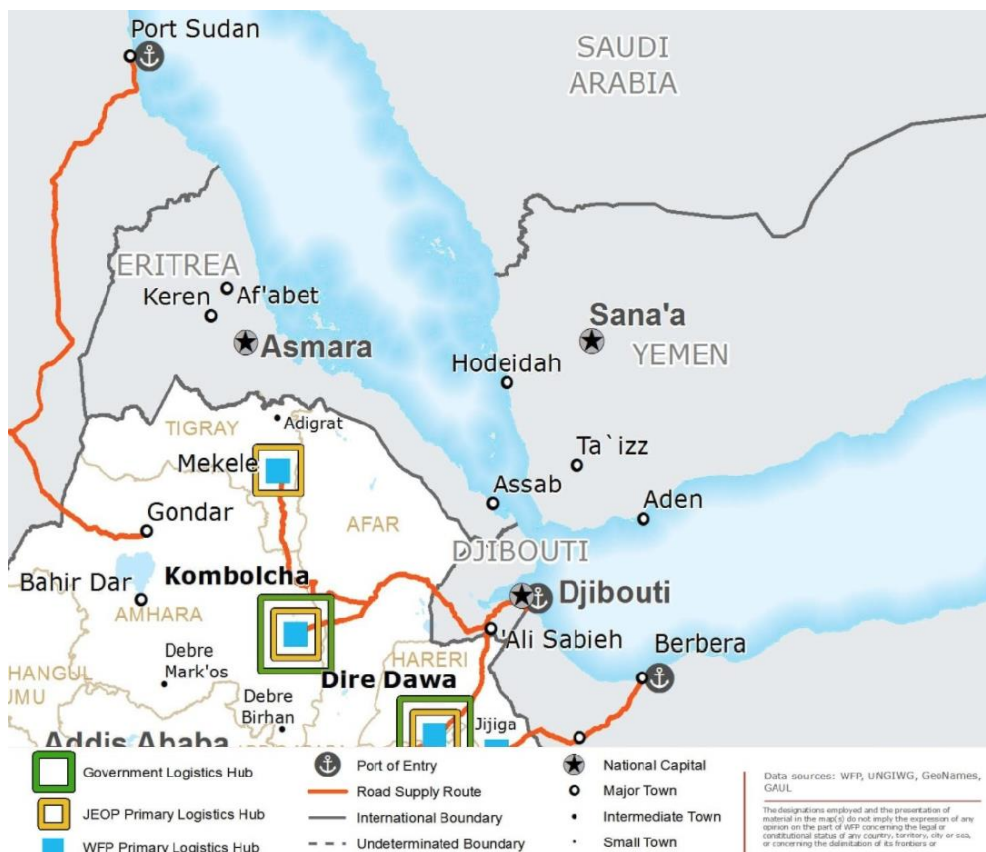 Port Sudan
SAUDI
ARABIA
ERITREA
Keren
Af'abet
Asmara
Sana'a
YEMEN
Hodeidah
Adigrat
TIGRAY
Mekele
Ta`izz
Assab
Aden
Gondar
AFAR
DJIBOUTI
Kombolcha
Bahir Dar
AMHARA
Djibouti
'Ali Sabieh
Berbera
Debre
Mark'os
HANGUL
UMU
HARERI
Dire Dawa
Debre
Birhan
Jijiga
Addis Ababa
Government Logistics Hub
JEOP Primary Logistics Hub
WFP Primary Logistics Hub
Port of Entry
Road Supply Route
International Boundary
Undeterminated Boundary
National Capital
Major Town
Intermediate Town
Small Town
Data sources: WFP, UNGIWG, GeoNames,
GAUL
The designations employed and the presentation of
material in the map(s) do not imply the expression of any
opinion on the part of WFP concerning the legal or
constitutional status of any country, territory, city or sea,
or concerning the delimitation of its frontiers or